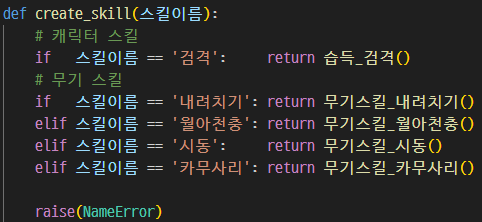 def create_skill(스킬이름):
    # 캐릭터 스킬
    if   스킬이름 == '검격':     return 습득_검격()
    # 무기 스킬
    if   스킬이름 == '내려치기': return 무기스킬_내려치기()
    elif 스킬이름 == '월아천충': return 무기스킬_월아천충()
    elif 스킬이름 == '시동':     return 무기스킬_시동()
    elif 스킬이름 == '카무사리': return 무기스킬_카무사리()

    raise(NameError)